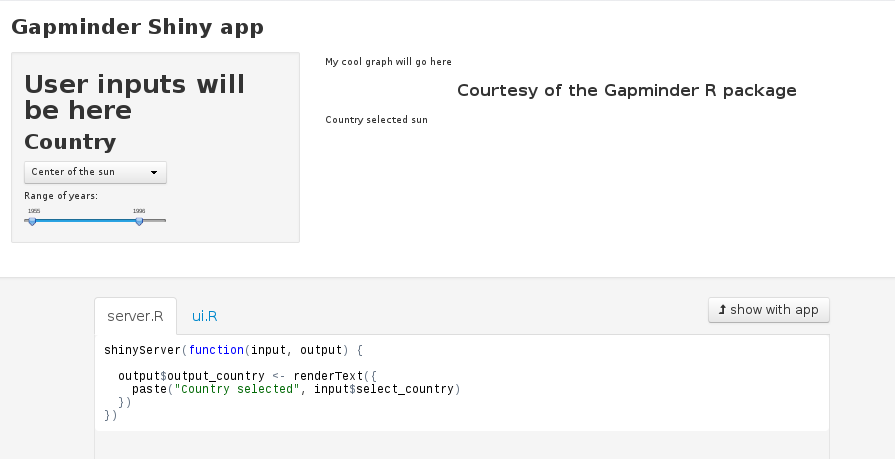 Gapminder Shiny app
User inputs will
be here
Country
Center of the sun
Range of years:
1955 1996
My cool graph will go here
Courtesy of the Gapminder R package
Country selected sun
server.R
ui.R
show with app
shinyServer(function(input, output) {
output$output_country <- renderText({
paste("Country selected", input$select_country)
})
})